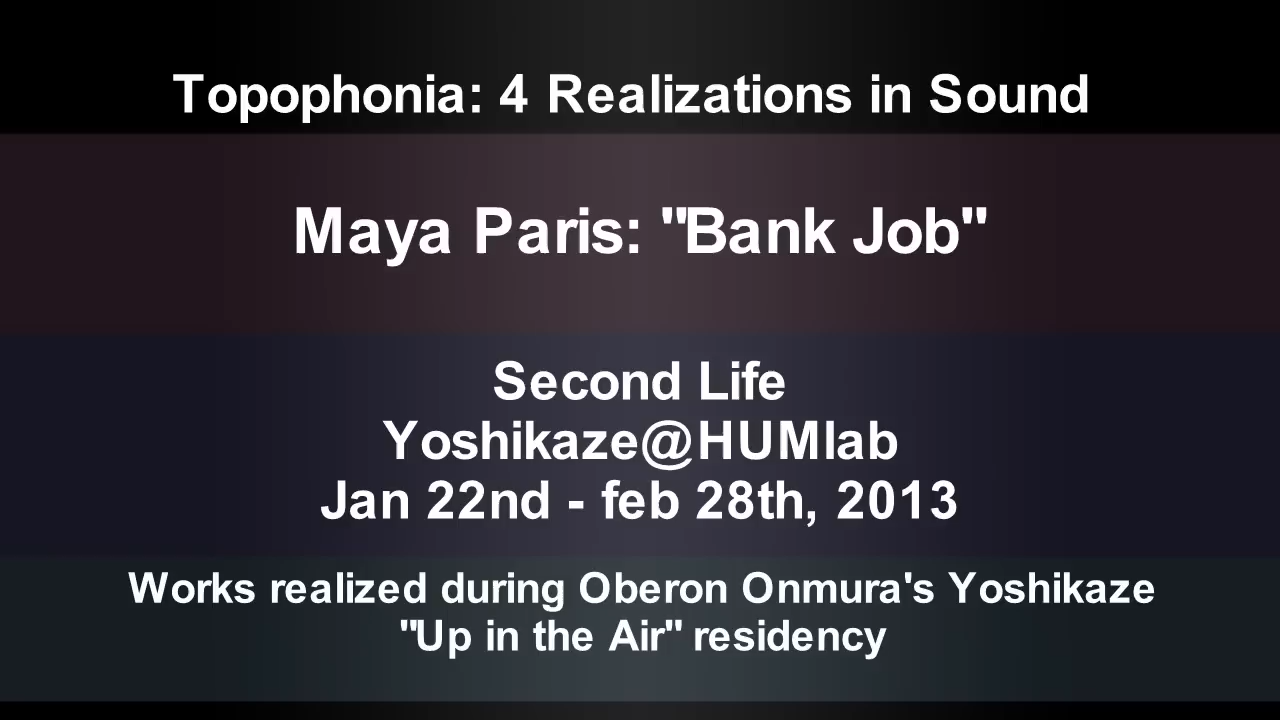 Topophonia: 4 Realizations in Sound
Maya Paris: "Bank Job"
Second Life
Yoshikaze@HUMlab
Jan 22nd - feb 28th, 2013
Works realized during Oberon Onmura's Yoshikaze
"Up in the Air" residency